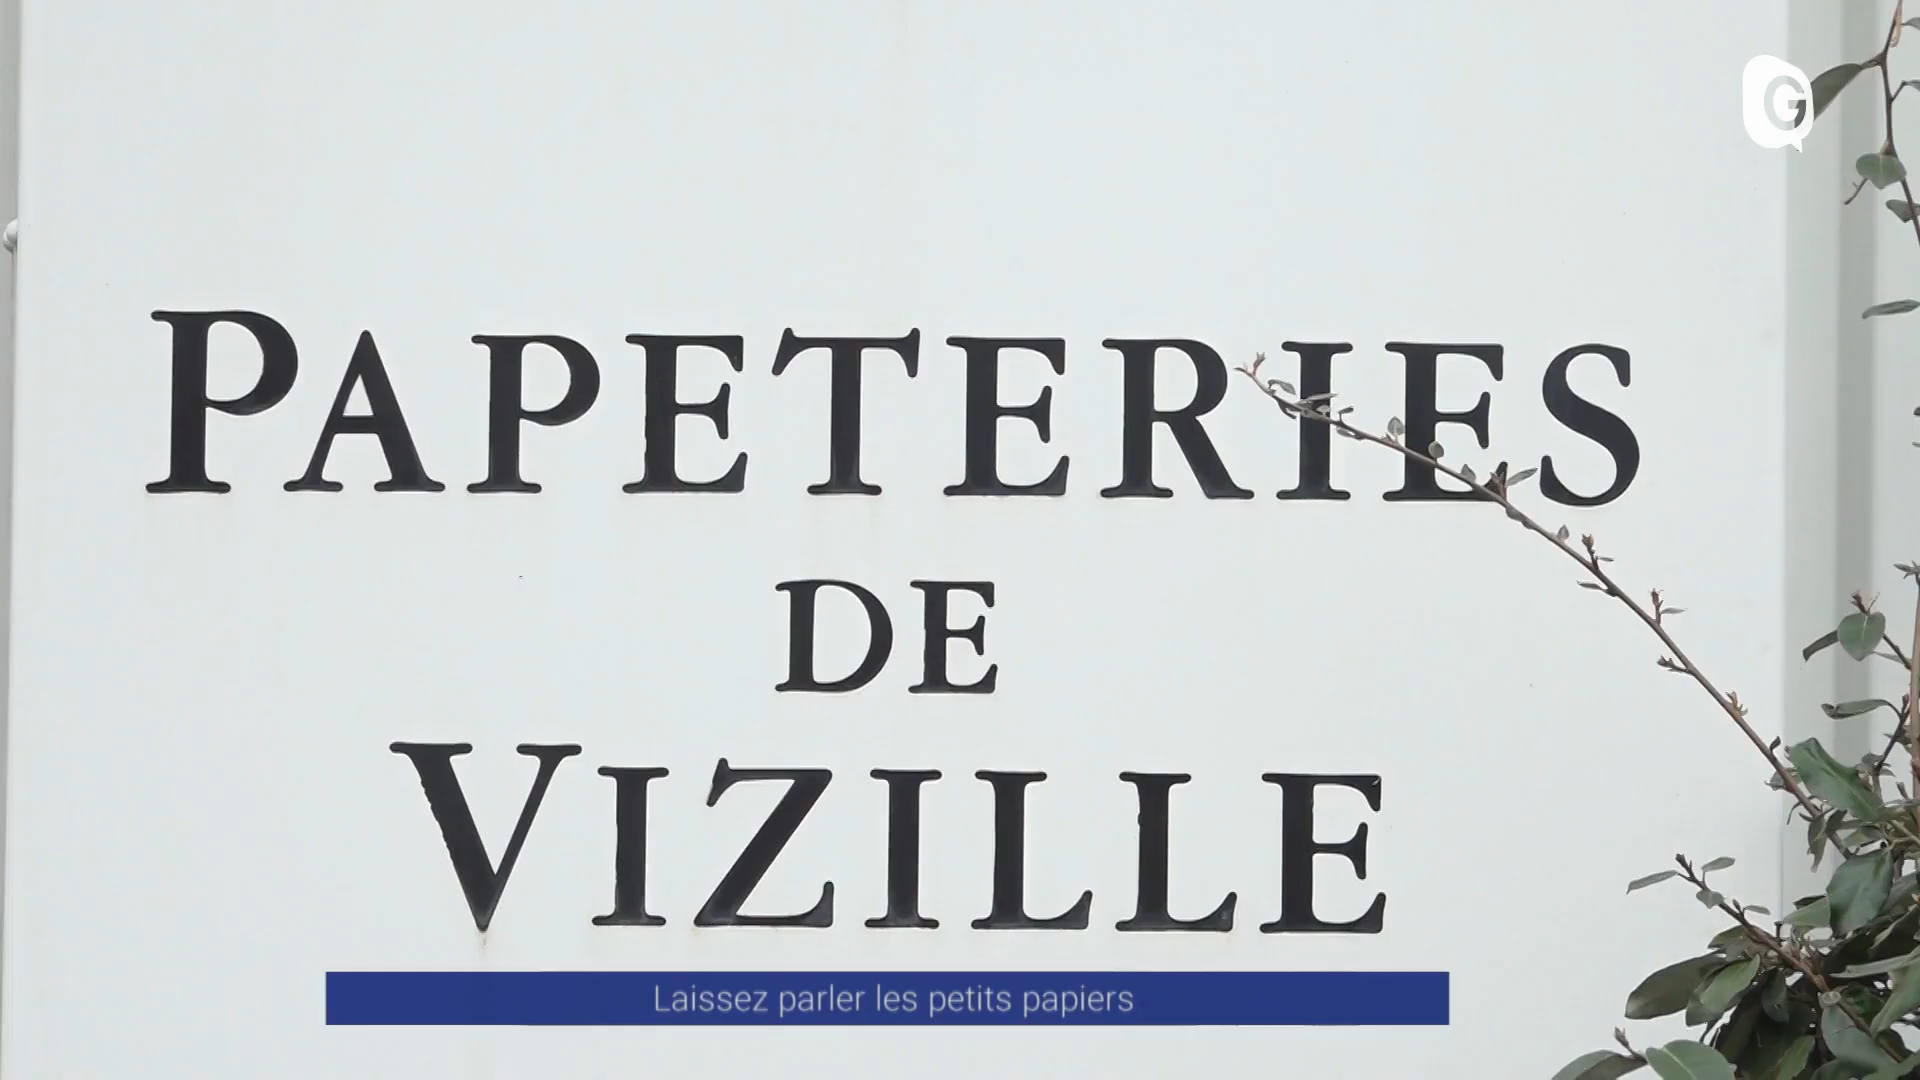 G
PAPETERIES
DE
VIZILLE
Laissez parler les petits papiers